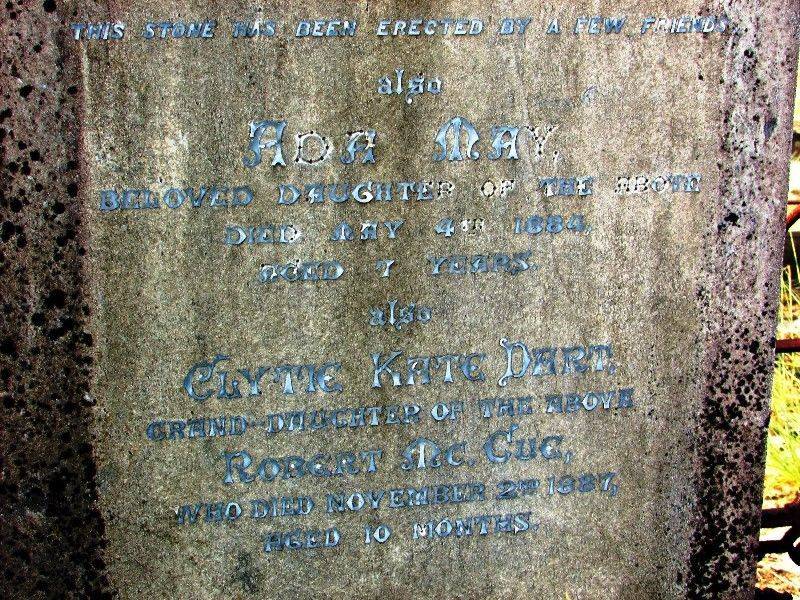 THIS STONE HAS BEEN ERECTED BY A FEW FRIENDS.
also
ADA MAY,
BELOVED DAUGHTER OF THE ABOVE
DIED MAY 4TH 1884,
AGED 7 YEARS.
also
CLYTIE KATE DART,
GRAND-DAUGHTER OF THE ABOVE
ROBERT MC. CUE,
WHO DIED NOVEMBER 2ND 1887,
AGED 10 MONTHS.